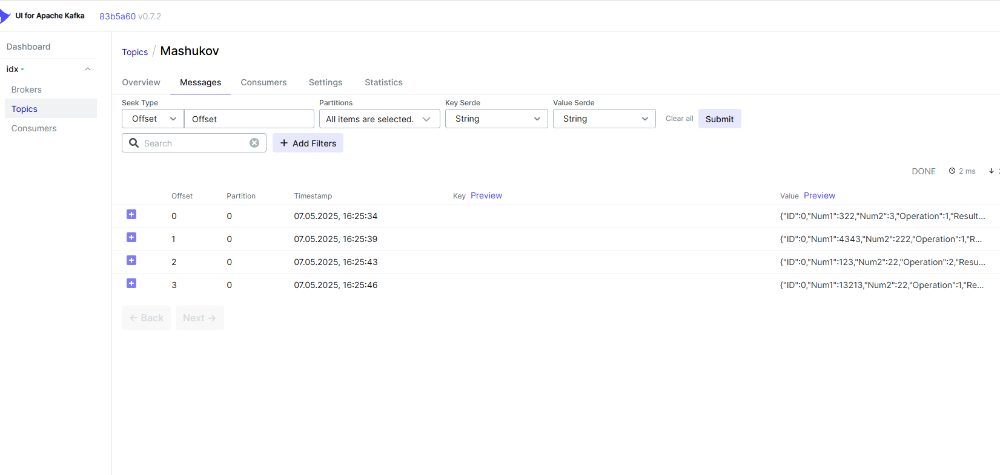 UI for Apache Kafka 83b5a60 v0.7.2
Dashboard
idx
Brokers
Topics
Consumers
Topics / Mashukov
Overview Messages Consumers Settings Statistics
Seek Type Partitions Key Serde Value Serde
Offset Offset All items are selected. String String Clear all Submit
Search + Add Filters
DONE 2 ms
Offset Partition Timestamp Key Preview Value Preview
0 0 07.05.2025, 16:25:34 {"ID":0,"Num1":322,"Num2":3,"Operation":1,"Result...
1 0 07.05.2025, 16:25:39 {"ID":0,"Num1":4343,"Num2":222,"Operation":1,"R...
2 0 07.05.2025, 16:25:43 {"ID":0,"Num1":123,"Num2":22,"Operation":2,"Resu...
3 0 07.05.2025, 16:25:46 {"ID":0,"Num1":13213,"Num2":22,"Operation":1,"Re...
← Back Next →